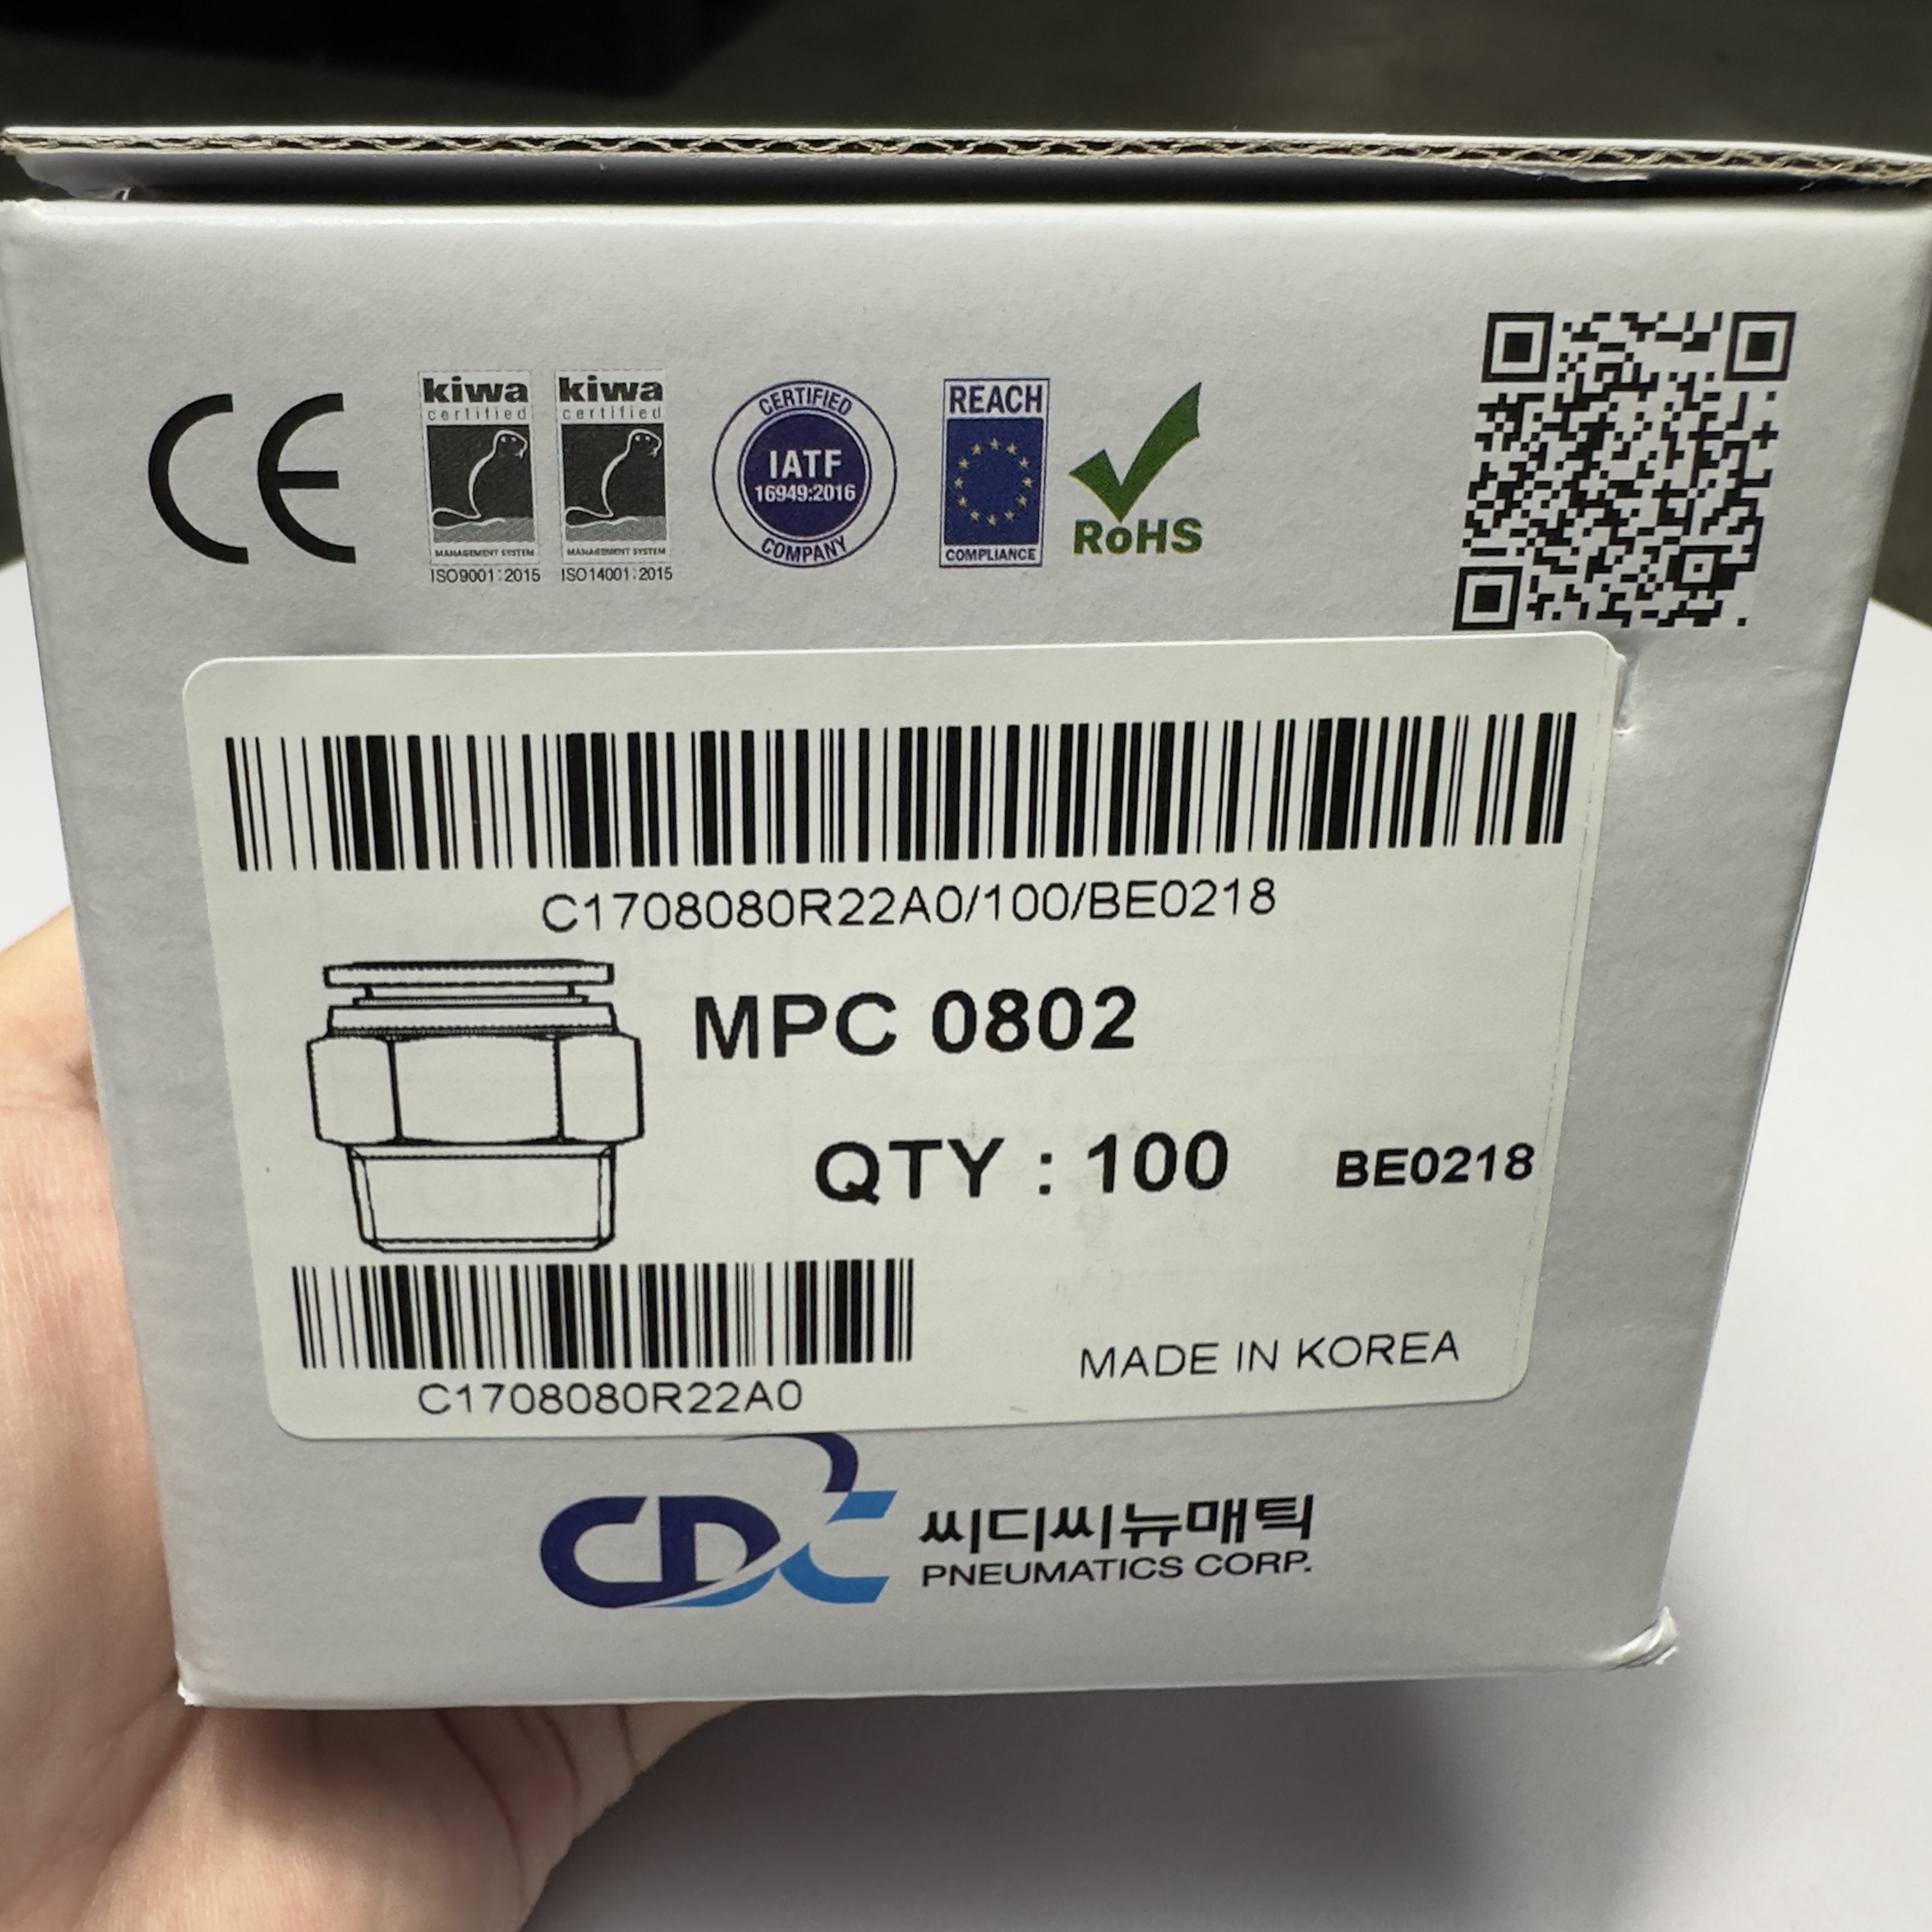 CE
kiwa
certified
MANAGEMENT SYSTEM
ISO9001:2015
kiwa
certified
MANAGEMENT SYSTEM
ISO14001:2015
CERTIFIED
IATF
16949:2016
COMPANY
REACH
COMPLIANCE
RoHS
C1708080R22A0/100/BE0218
MPC 0802
QTY : 100 BE0218
C1708080R22A0
MADE IN KOREA
CDC 씨디씨뉴매틱
PNEUMATICS CORP.